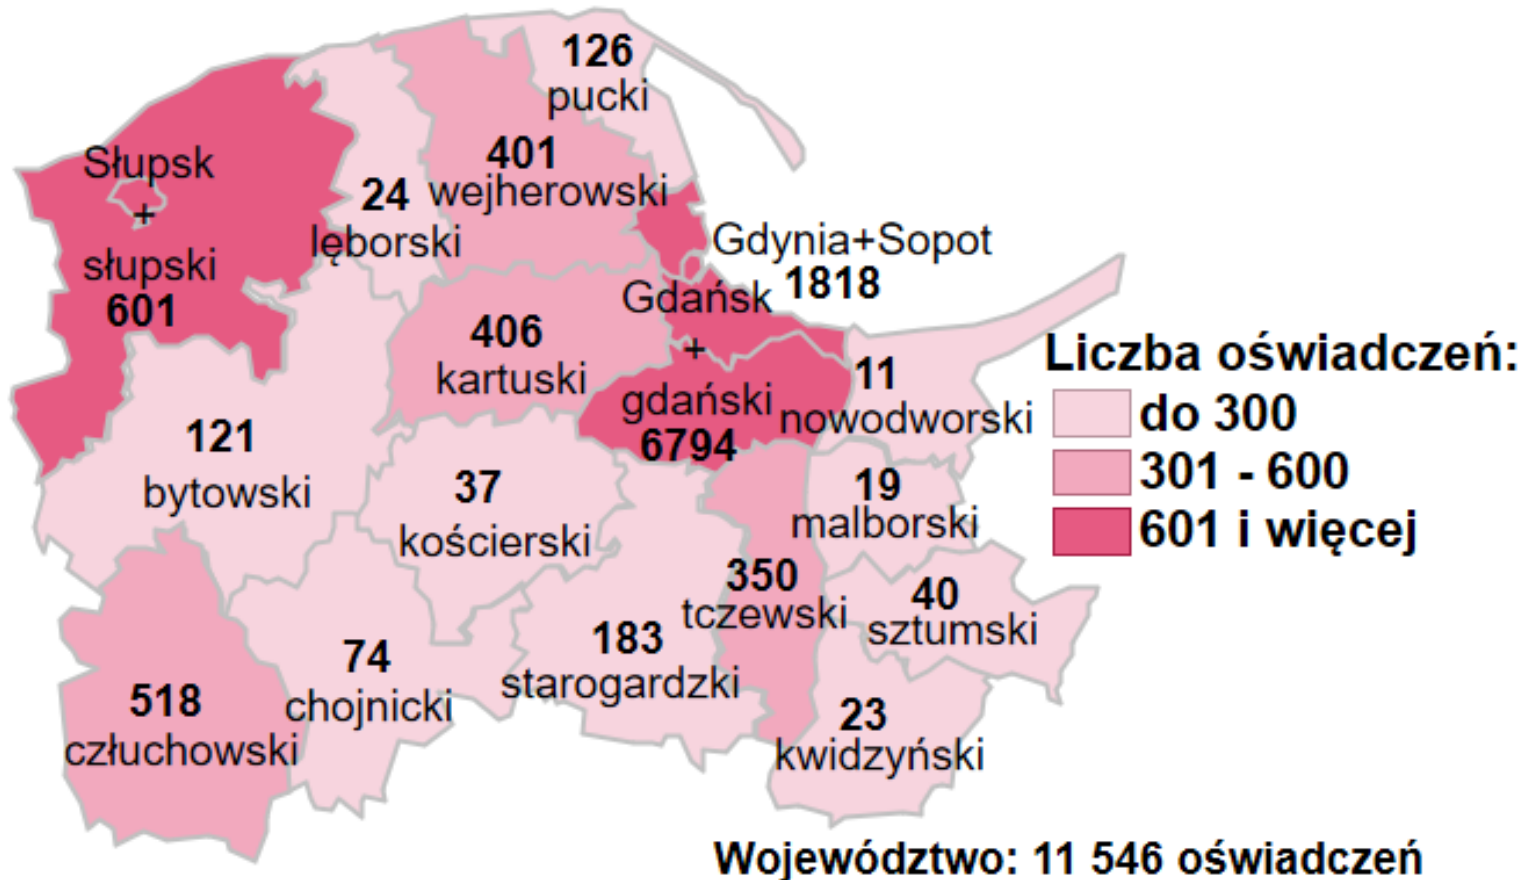 126
pucki
Słupsk
+
słupski
601
24
lęborski
401
wejherowski
Gdynia+Sopot
1818
Gdańsk
+
gdański
6794
406
kartuski
11
nowodworski
121
bytowski
37
kościerski
19
malborski
350
tczewski
40
sztumski
183
starogardzki
74
chojnicki
518
człuchowski
23
kwidzyński
Liczba oświadczeń:
do 300
301 - 600
601 i więcej
Województwo: 11 546 oświadczeń